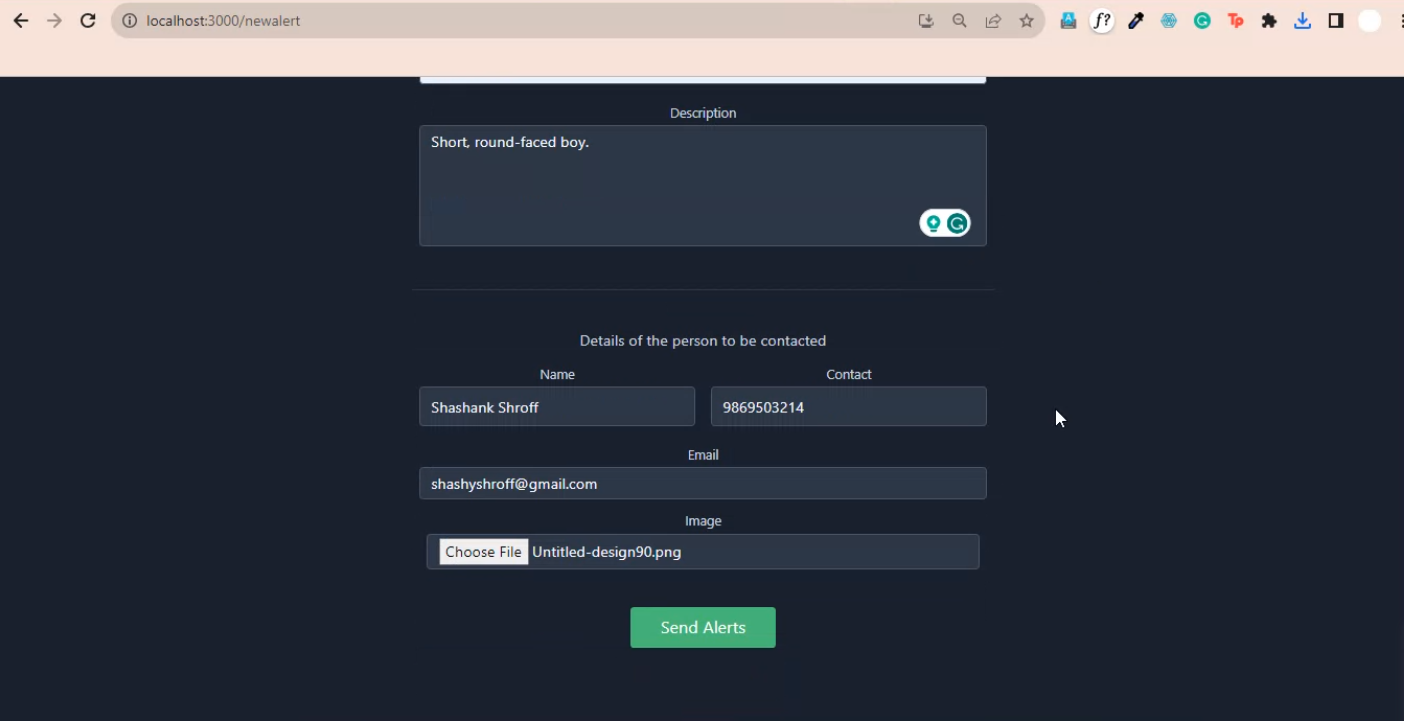 localhost:3000/newalert
f?
Tp
Description
Short, round-faced boy.
Details of the person to be contacted
Name Contact
Shashank Shroff 9869503214
Email
shashyshroff@gmail.com
Image
Choose File Untitled-design90.png
Send Alerts